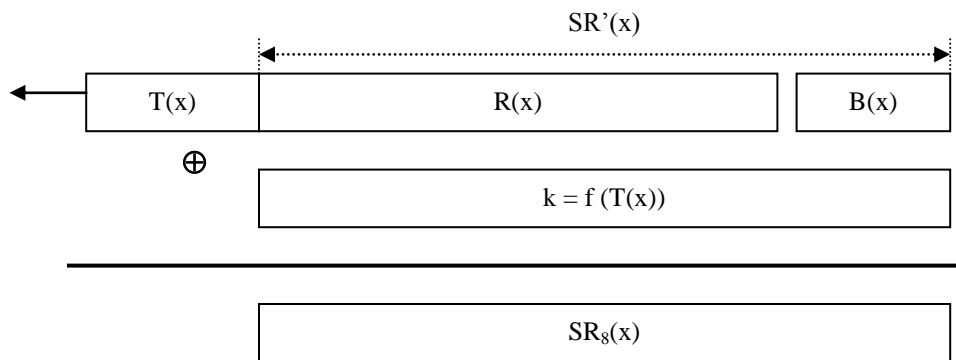 SR’(x)
T(x) R(x) B(x)
⊕
k = f (T(x))
SR₈(x)